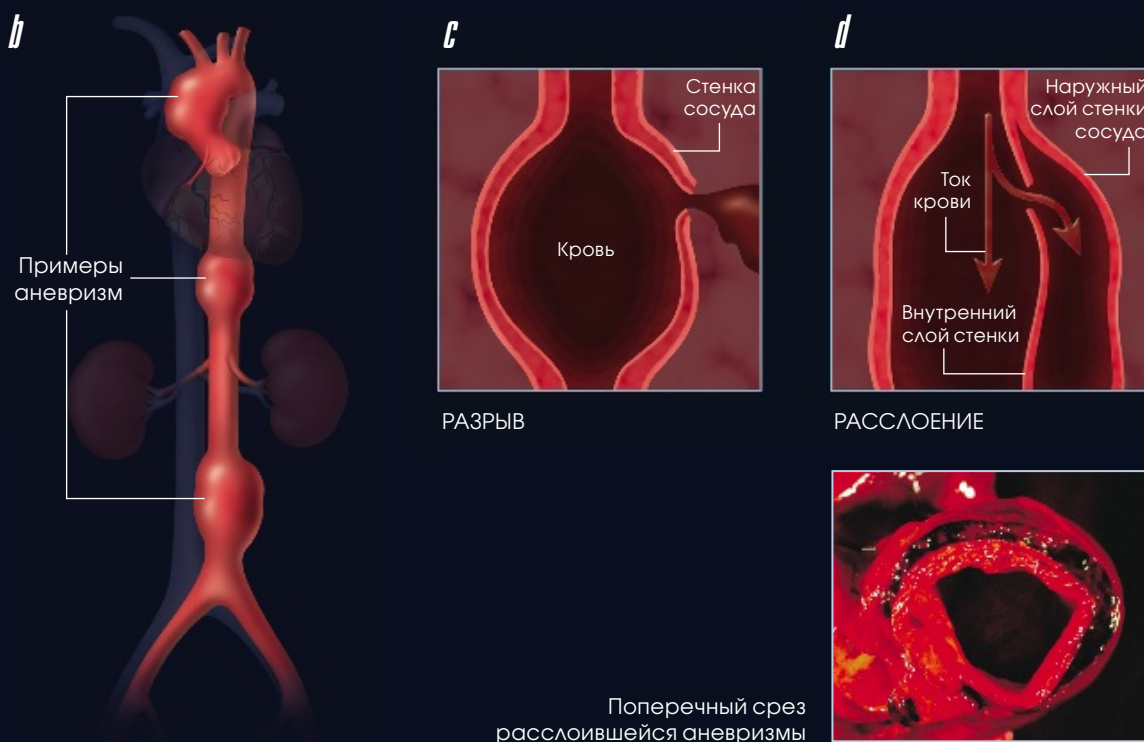 b
Примеры
аневризм
c
Стенка
сосуда
Кровь
РАЗРЫВ
d
Наружный
слой стенки
сосуда
Ток
крови
Внутренний
слой стенки
РАССЛОЕНИЕ
Поперечный срез
расслоившейся аневризмы